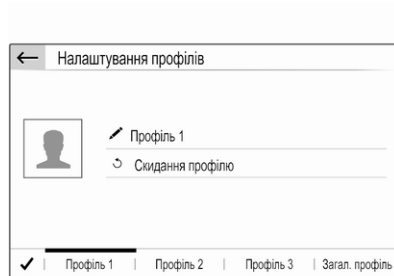 Налаштування профілів
Профіль 1
Скидання профілю
Профіль 1 | Профіль 2 | Профіль 3 | Загал. профіль